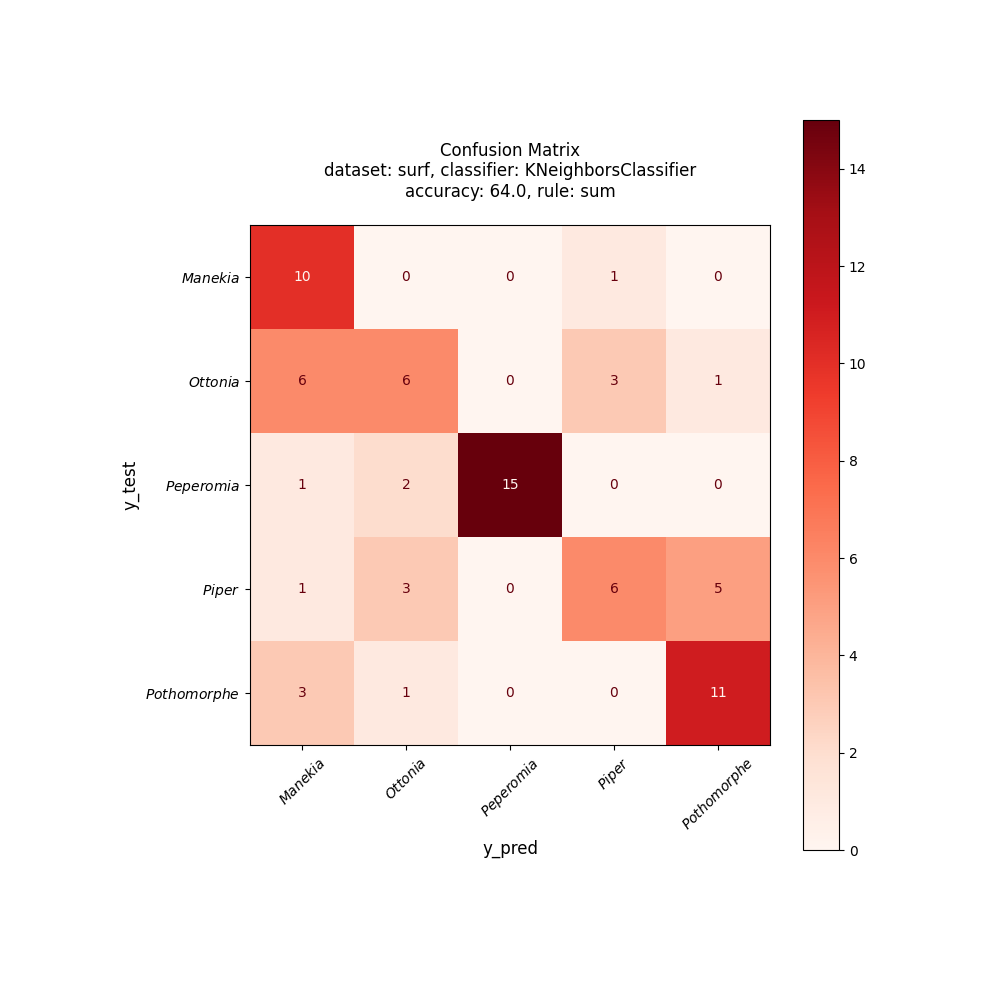 Confusion Matrix
dataset: surf, classifier: KNeighborsClassifier
accuracy: 64.0, rule: sum
Manekia 10 0 0 1 0
Ottonia 6 6 0 3 1
Peperomia 1 2 15 0 0
Piper 1 3 0 6 5
Pothomorphe 3 1 0 0 11
y_test
Manekia Ottonia Peperomia Piper Pothomorphe
y_pred
14
12
10
8
6
4
2
0